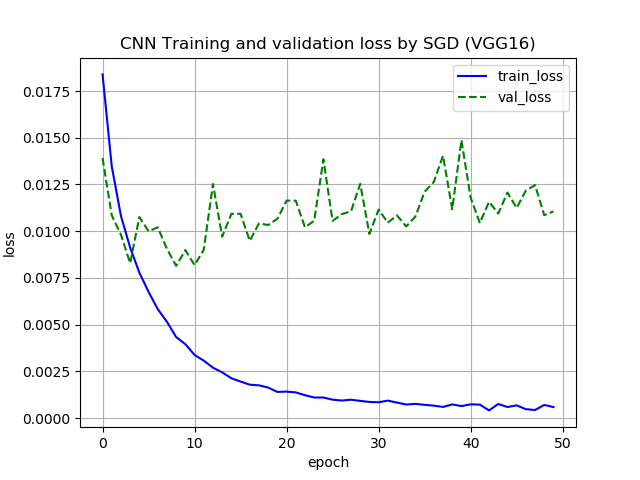 CNN Training and validation loss by SGD (VGG16)
train_loss
val_loss
0.0175
0.0150
0.0125
0.0100
0.0075
0.0050
0.0025
0.0000
loss
0 10 20 30 40 50
epoch